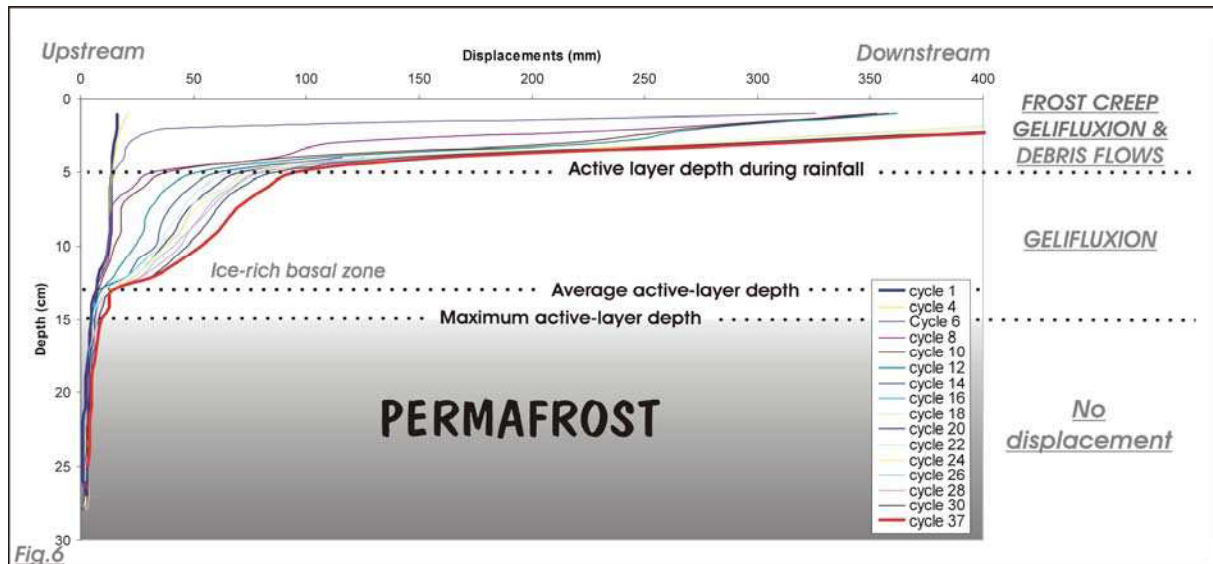 Upstream
Displacements (mm)
Downstream
0 50 100 150 200 250 300 350 400
0
5
10
15
20
25
30
Depth (cm)
FROST CREEP
GELIFLUXION &
DEBRIS FLOWS
Active layer depth during rainfall
GELIFLUXION
Ice-rich basal zone
Average active-layer depth
Maximum active-layer depth
PERMAFROST
No
displacement
cycle 1
cycle 4
Cycle 6
cycle 8
cycle 10
cycle 12
cycle 14
cycle 16
cycle 18
cycle 20
cycle 22
cycle 24
cycle 26
cycle 28
cycle 30
cycle 37
Fig.6